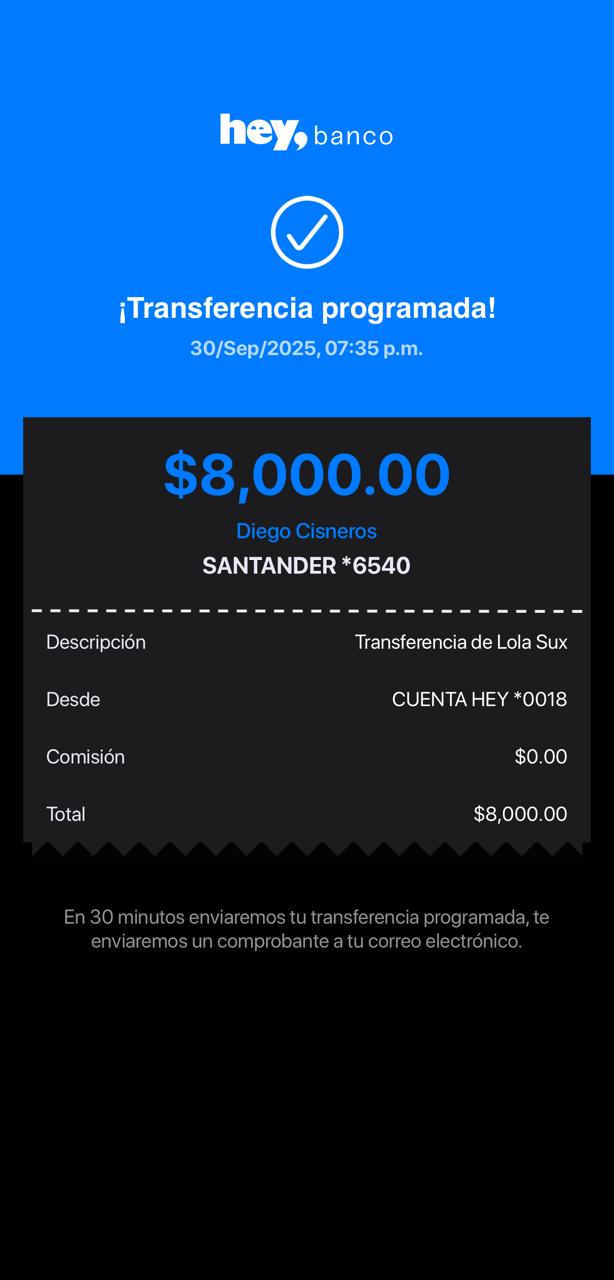 hey, banco
¡Transferencia programada!
30/Sep/2025, 07:35 p.m.
$8,000.00
Diego Cisneros
SANTANDER *6540
Descripción Transferencia de Lola Sux
Desde CUENTA HEY *0018
Comisión $0.00
Total $8,000.00
En 30 minutos enviaremos tu transferencia programada, te
enviaremos un comprobante a tu correo electrónico.